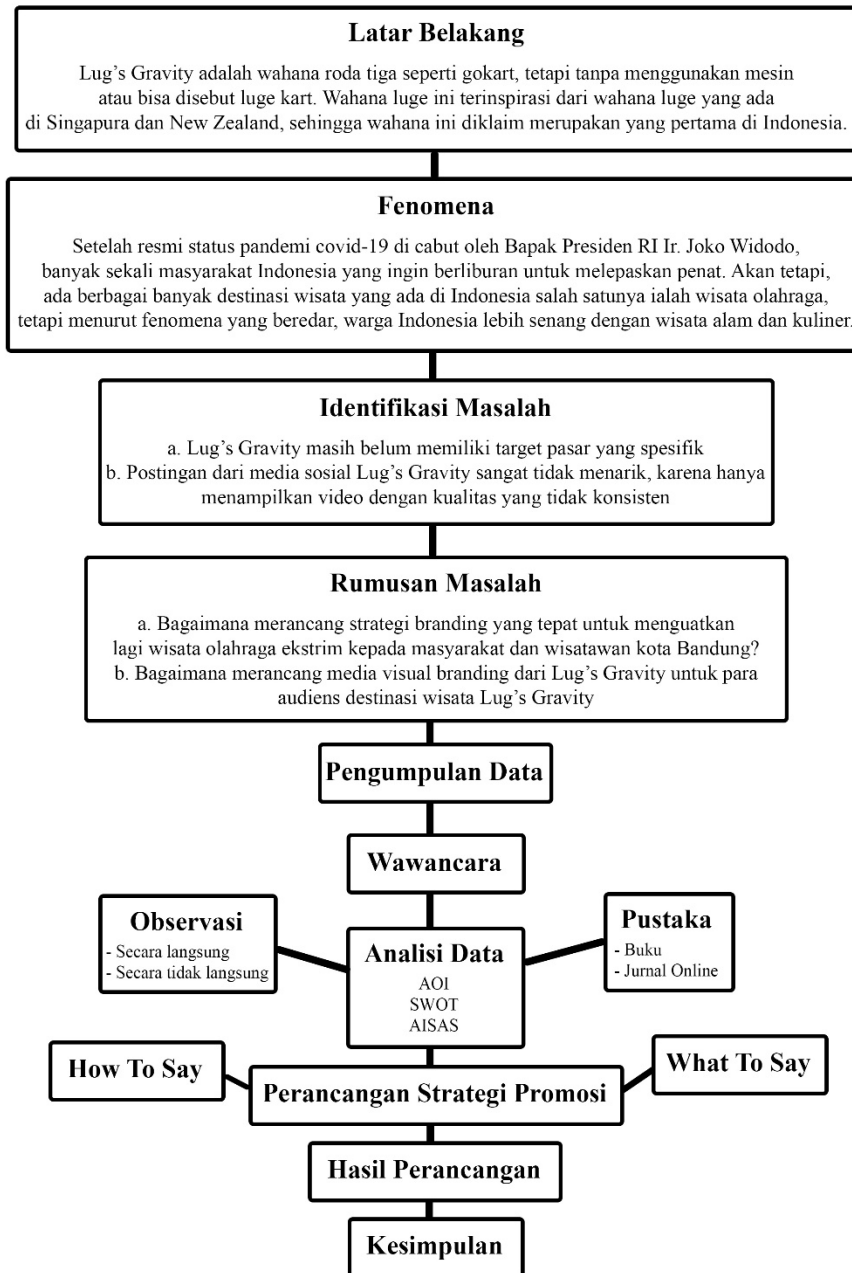 Latar Belakang
Lug's Gravity adalah wahana roda tiga seperti gokart, tetapi tanpa menggunakan mesin
atau bisa disebut luge kart. Wahana luge ini terinspirasi dari wahana luge yang ada
di Singapura dan New Zealand, sehingga wahana ini diklaim merupakan yang pertama di Indonesia.
Fenomena
Setelah resmi status pandemi covid-19 di cabut oleh Bapak Presiden RI Ir. Joko Widodo,
banyak sekali masyarakat Indonesia yang ingin berliburan untuk melepaskan penat. Akan tetapi,
ada berbagai banyak destinasi wisata yang ada di Indonesia salah satunya ialah wisata olahraga,
tetapi menurut fenomena yang beredar, warga Indonesia lebih senang dengan wisata alam dan kuliner.
Identifikasi Masalah
a. Lug's Gravity masih belum memiliki target pasar yang spesifik
b. Postingan dari media sosial Lug's Gravity sangat tidak menarik, karena hanya
menampilkan video dengan kualitas yang tidak konsisten
Rumusan Masalah
a. Bagaimana merancang strategi branding yang tepat untuk menguatkan
lagi wisata olahraga ekstrim kepada masyarakat dan wisatawan kota Bandung?
b. Bagaimana merancang media visual branding dari Lug's Gravity untuk para
audiens destinasi wisata Lug's Gravity
Pengumpulan Data
Wawancara
Observasi
- Secara langsung
- Secara tidak langsung
Analisi Data
AOI
SWOT
AISAS
Pustaka
- Buku
- Jurnal Online
How To Say
Perancangan Strategi Promosi
What To Say
Hasil Perancangan
Kesimpulan